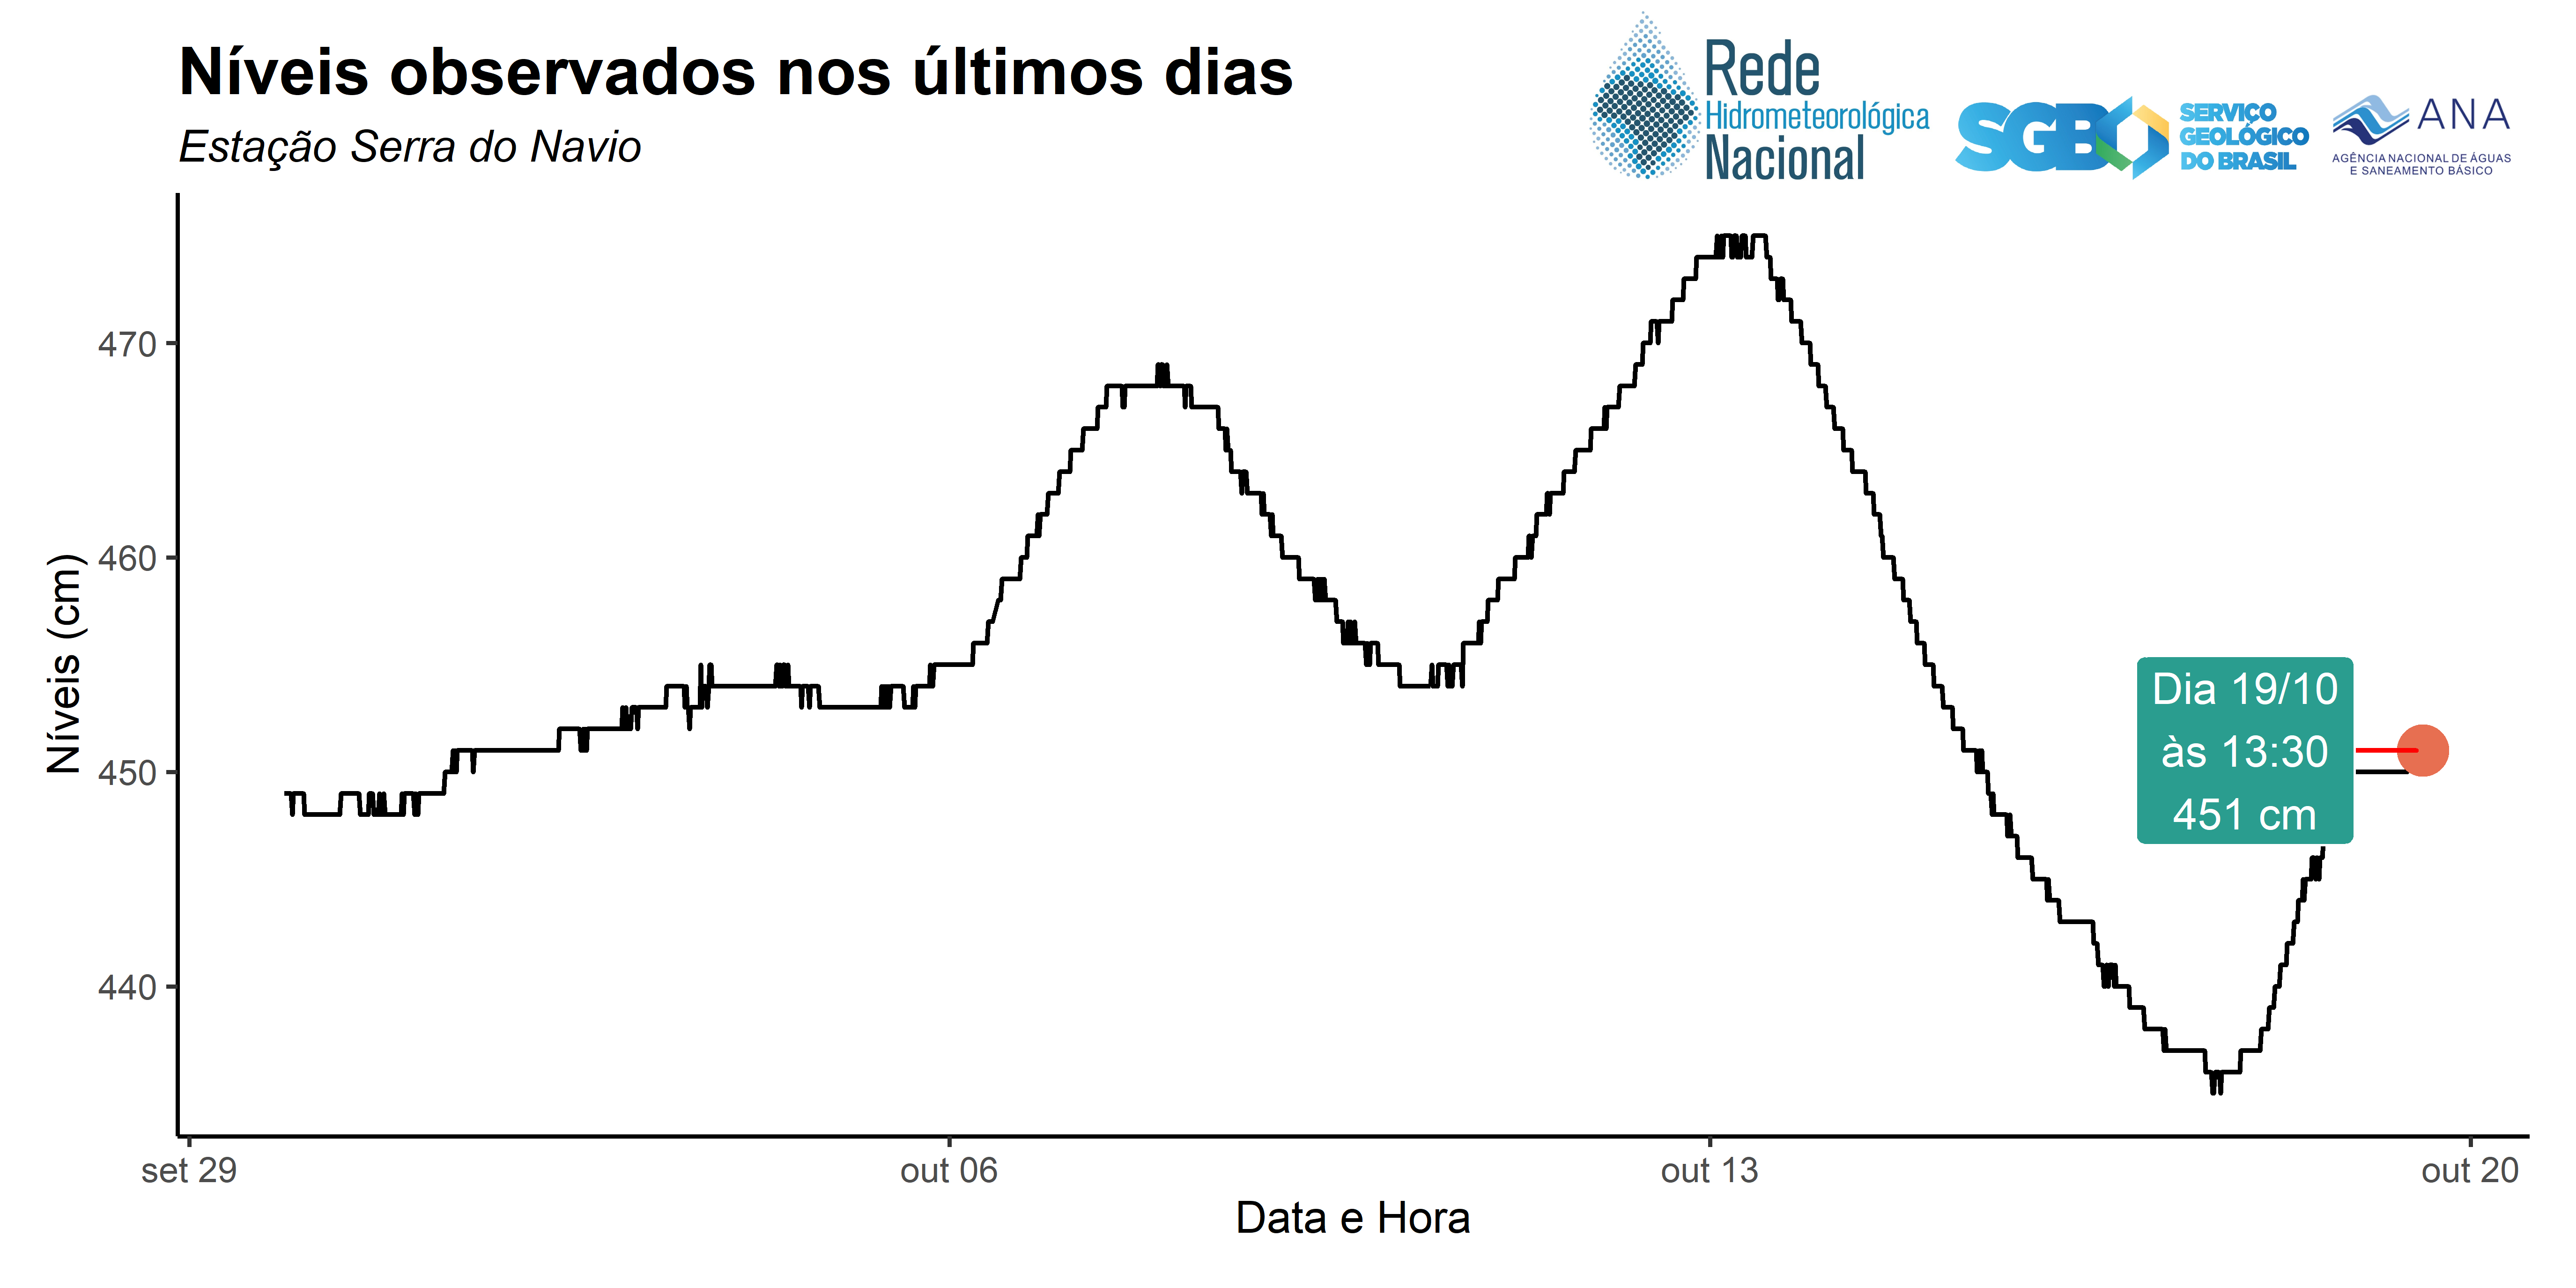 Níveis observados nos últimos dias
Estação Serra do Navio
Rede
Hidrometeorológica
Nacional
SGB
SERVIÇO
GEOLÓGICO
DO BRASIL
ANA
AGÊNCIA NACIONAL DE ÁGUAS
E SANEAMENTO BÁSICO
Níveis (cm)
470
460
450
440
Dia 19/10
às 13:30
451 cm
set 29
out 06
out 13
out 20
Data e Hora